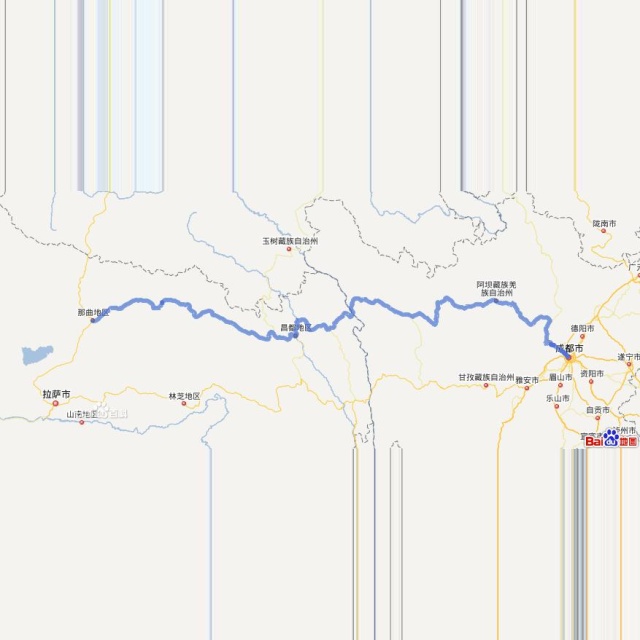 陇南市
玉树藏族自治州
阿坝藏族羌
族自治州
那曲地区
昌都地区
德阳市
成都市
遂宁市
甘孜藏族自治州
雅安市
眉山市
资阳市
拉萨市
林芝地区
乐山市
山南地区
自贡市
Bai du 地图